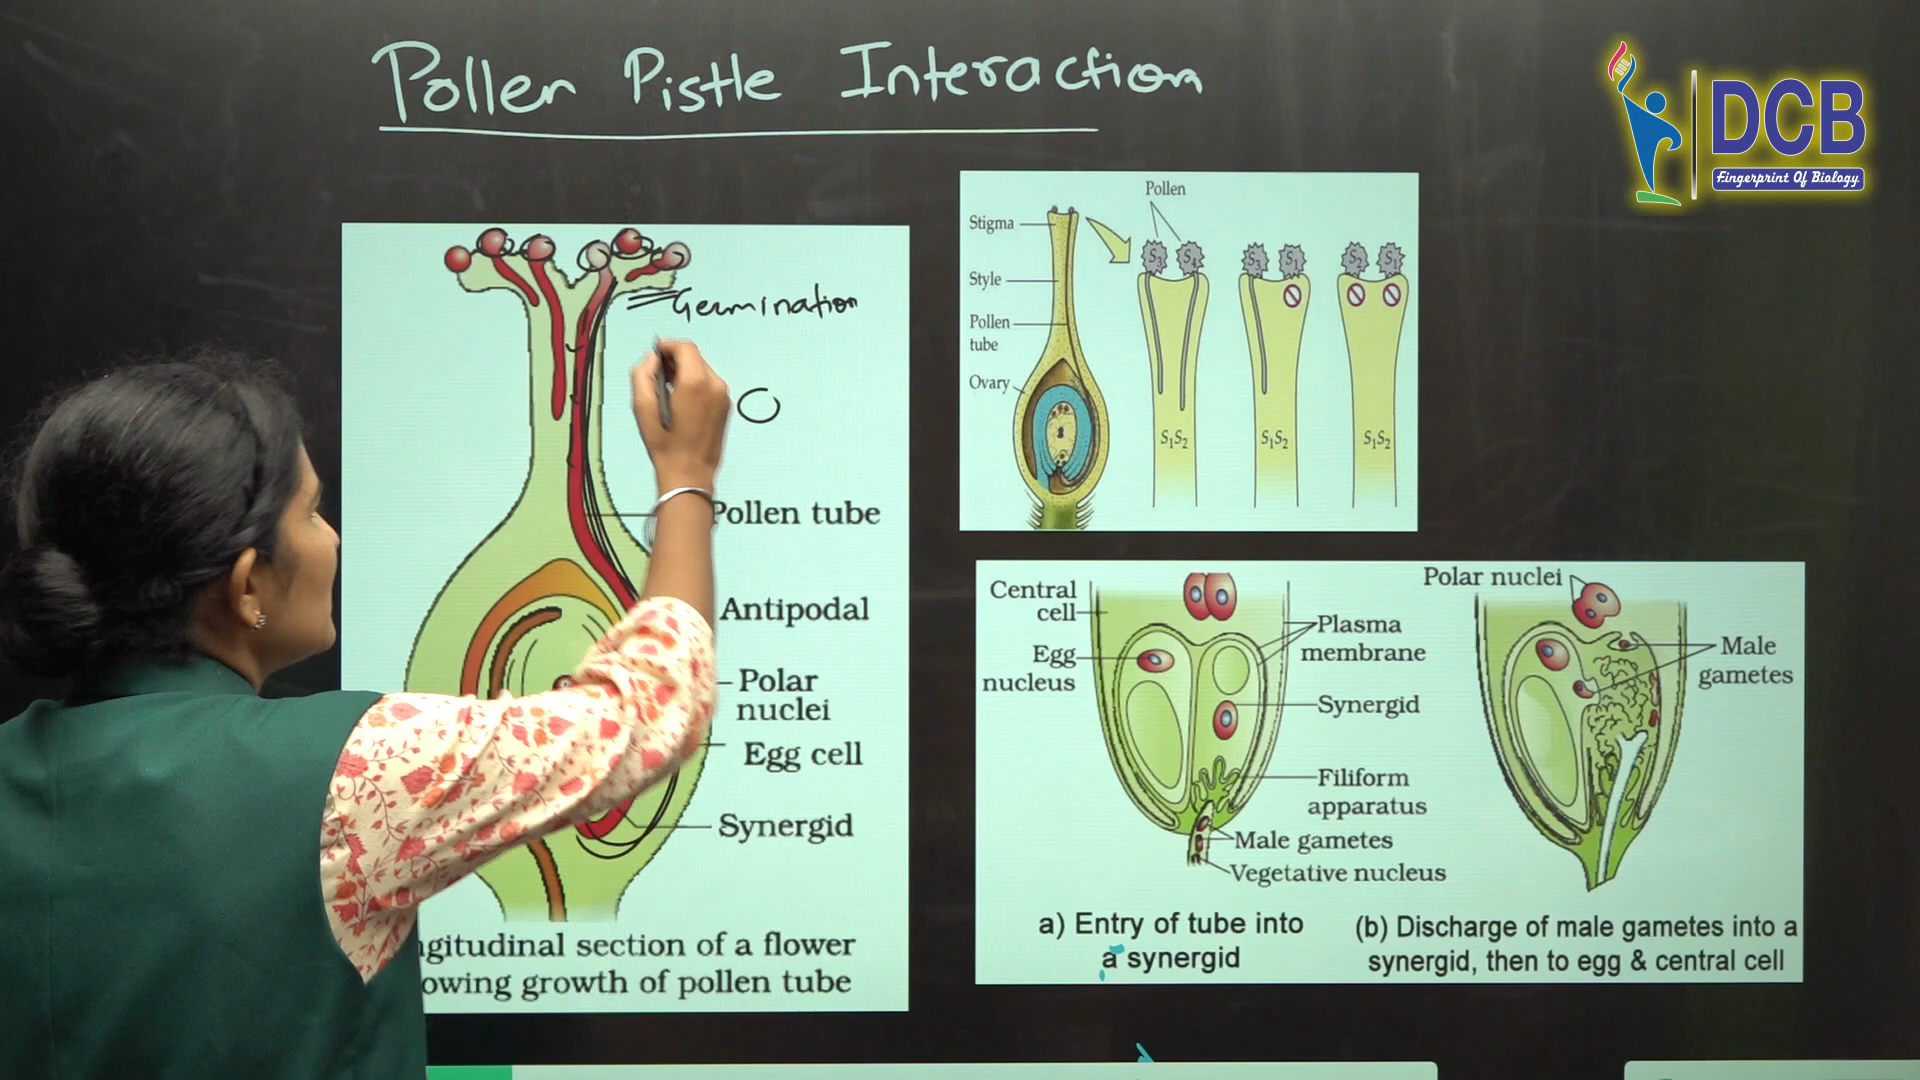 Pollen Pistle Interaction
DCB
Fingerprint Of Biology
Germination
Pollen tube
Antipodal
Polar
nuclei
Egg cell
Synergid
gitudinal section of a flower
owing growth of pollen tube
Pollen
Stigma
Style
Pollen
tube
Ovary
S3 S4 S3 S1 S2 S1
S1S2 S1S2 S1S2
Central
cell
Egg
nucleus
Plasma
membrane
Synergid
Filiform
apparatus
Male gametes
Vegetative nucleus
a) Entry of tube into
a synergid
Polar nuclei
Male
gametes
(b) Discharge of male gametes into a
synergid, then to egg & central cell